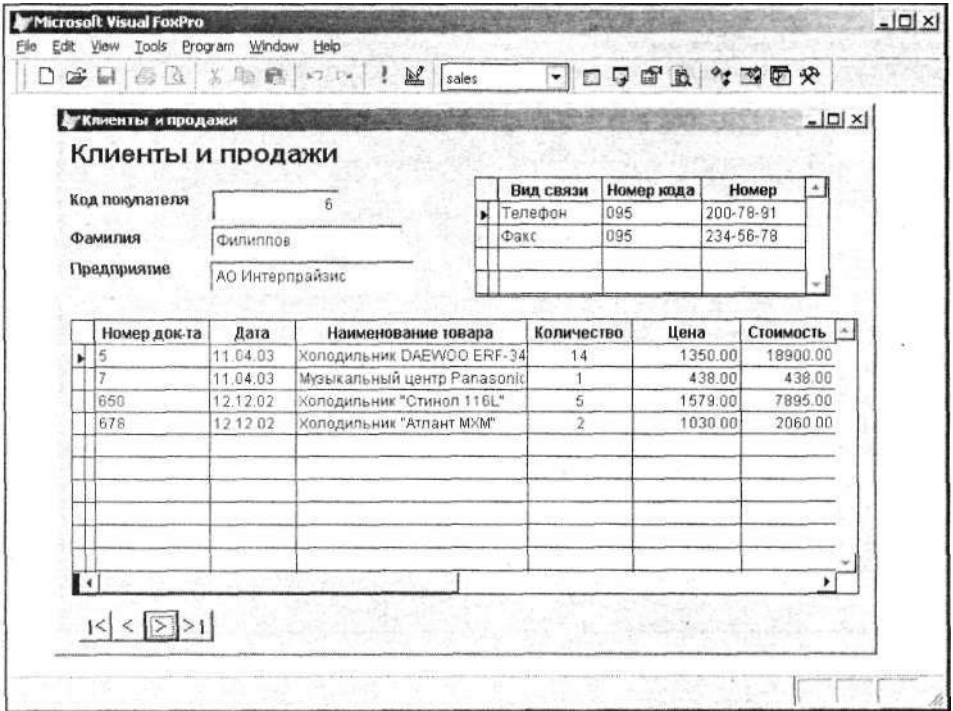 Microsoft Visual FoxPro
File Edit View Tools Program Window Help
sales
Клиенты и продажи
Клиенты и продажи
Код покупателя 6
Фамилия Филиппов
Предприятие АО Интерпрайзис
Вид связи Номер кода Номер
Телефон 095 200-78-91
Факс 095 234-56-78
Номер док-та Дата Наименование товара Количество Цена Стоимость
5 11.04.03 Холодильник DAEWOO ERF-34 14 1350.00 18900.00
7 11.04.03 Музыкальный центр Panasonic 1 438.00 438.00
650 12.12.02 Холодильник "Стинол 116L" 5 1579.00 7895.00
678 12.12.02 Холодильник "Атлант МХМ" 2 1030.00 2060.00
|< < > >|